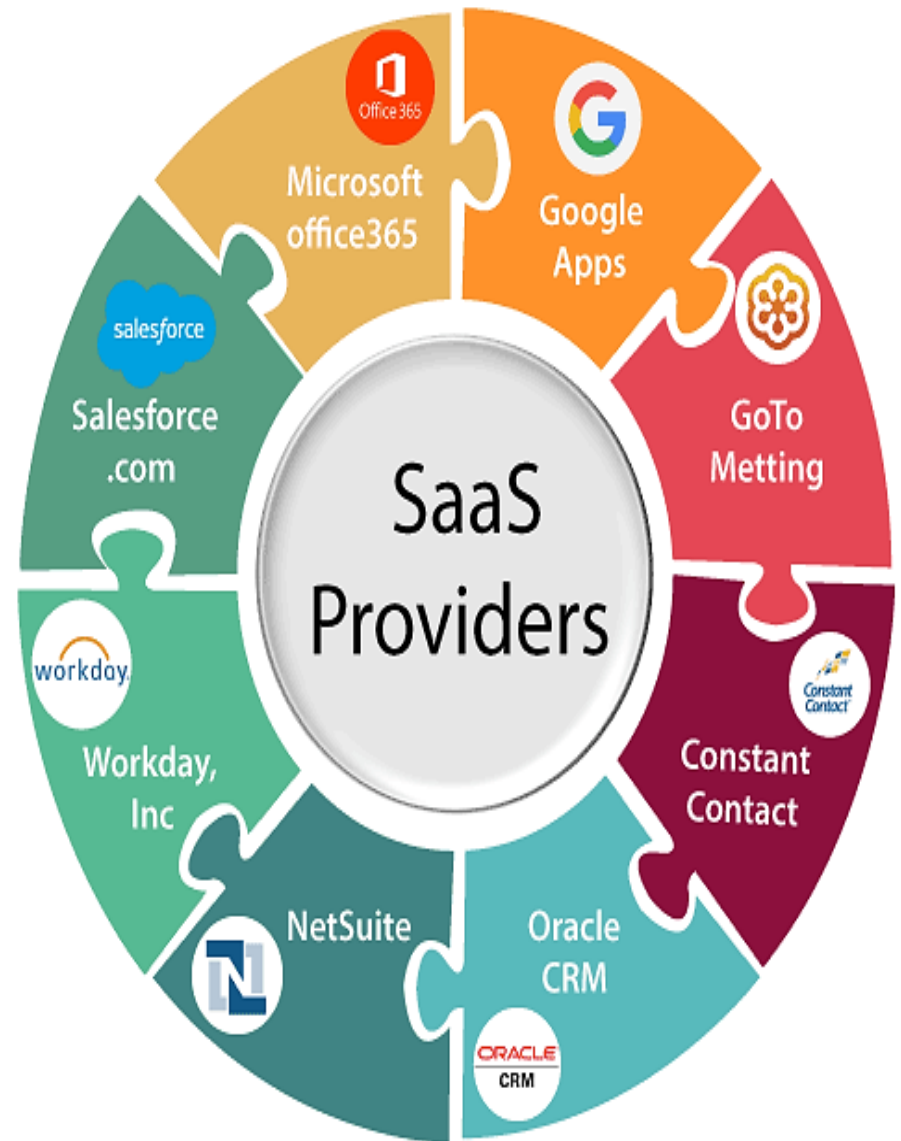 Office 365
Microsoft
office365
Google
Apps
GoTo
Metting
Constant
Contact
Constant
Contact
Oracle
CRM
ORACLE
CRM
NetSuite
N
workday.
Workday,
Inc
salesforce
Salesforce
.com
SaaS
Providers